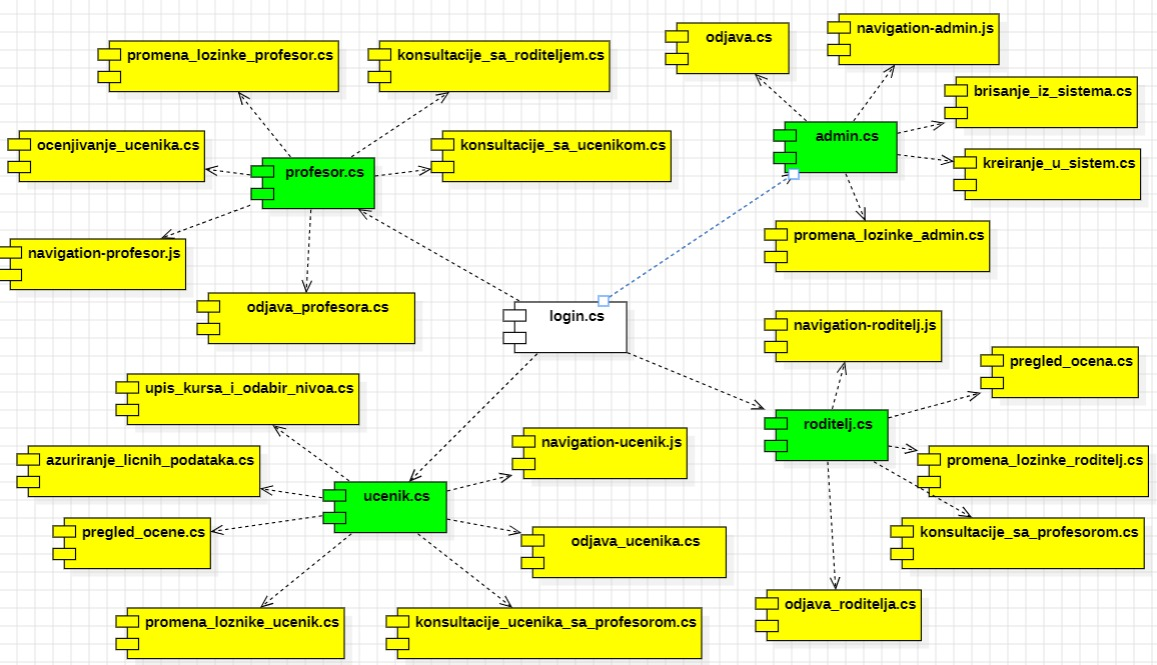 navigation-admin.js
odjava.cs
promena_lozinke_profesor.cs
konsultacije_sa_roditeljem.cs
brisanje_iz_sistema.cs
admin.cs
ocenjivanje_ucenika.cs
konsultacije_sa_ucenikom.cs
kreiranje_u_sistem.cs
profesor.cs
promena_lozinke_admin.cs
navigation-profesor.js
odjava_profesora.cs
login.cs
navigation-roditelj.js
pregled_ocena.cs
upis_kursa_i_odabir_nivoa.cs
roditelj.cs
navigation-ucenik.js
azuriranje_licnih_podataka.cs
promena_lozinke_roditelj.cs
ucenik.cs
pregled_ocene.cs
konsultacije_sa_profesorom.cs
odjava_ucenika.cs
odjava_roditelja.cs
promena_loznike_ucenik.cs
konsultacije_ucenika_sa_profesorom.cs